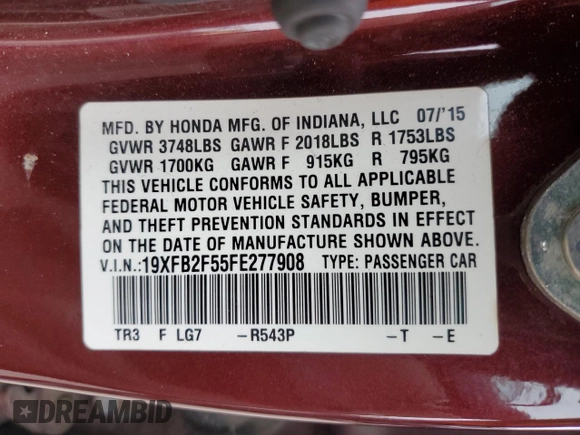 MFD. BY HONDA MFG. OF INDIANA, LLC 07/'15
GVWR 3748LBS GAWR F 2018LBS R 1753LBS
GVWR 1700KG GAWR F 915KG R 795KG
THIS VEHICLE CONFORMS TO ALL APPLICABLE
FEDERAL MOTOR VEHICLE SAFETY, BUMPER,
AND THEFT PREVENTION STANDARDS IN EFFECT
ON THE DATE OF MANUFACTURE SHOWN ABOVE.
V.I.N.:19XFB2F55FE277908 TYPE: PASSENGER CAR
TR3 F LG7 –R543P –T –E
DREAMBID